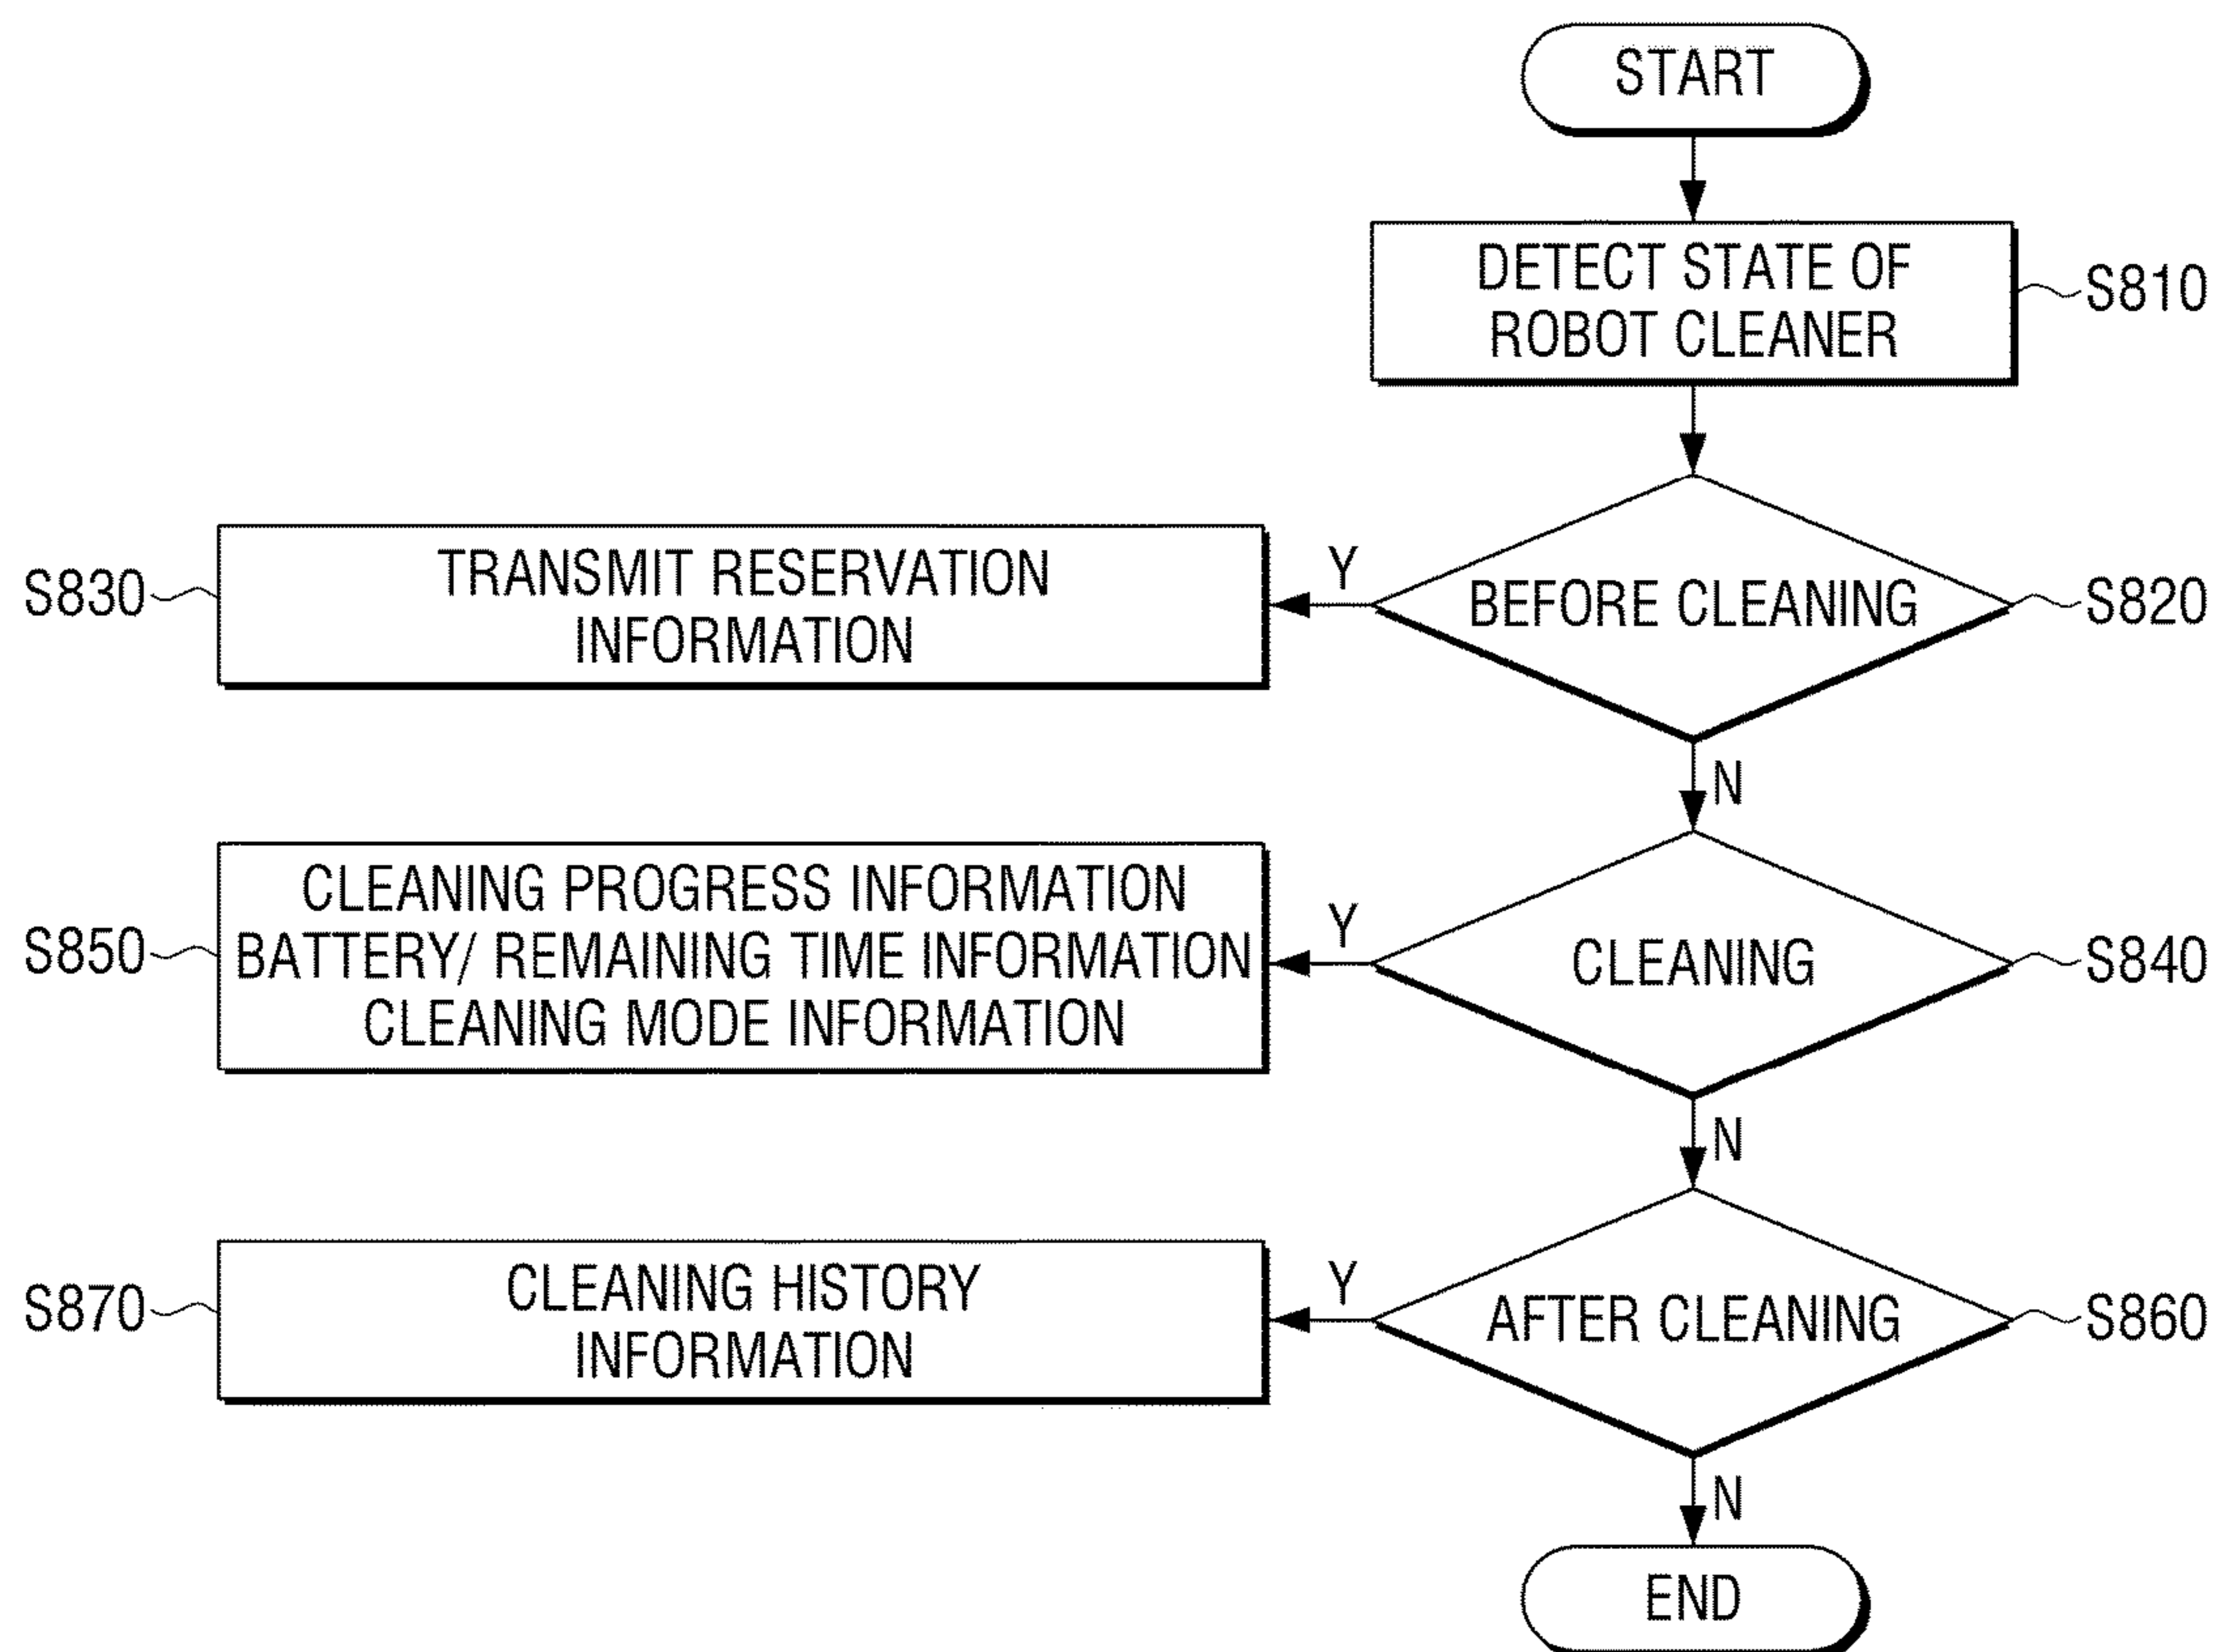 START
DETECT STATE OF
ROBOT CLEANER
S810
BEFORE CLEANING
S820
Y
TRANSMIT RESERVATION
INFORMATION
S830
N
CLEANING
S840
Y
CLEANING PROGRESS INFORMATION
BATTERY/ REMAINING TIME INFORMATION
CLEANING MODE INFORMATION
S850
N
AFTER CLEANING
S860
Y
CLEANING HISTORY
INFORMATION
S870
N
END